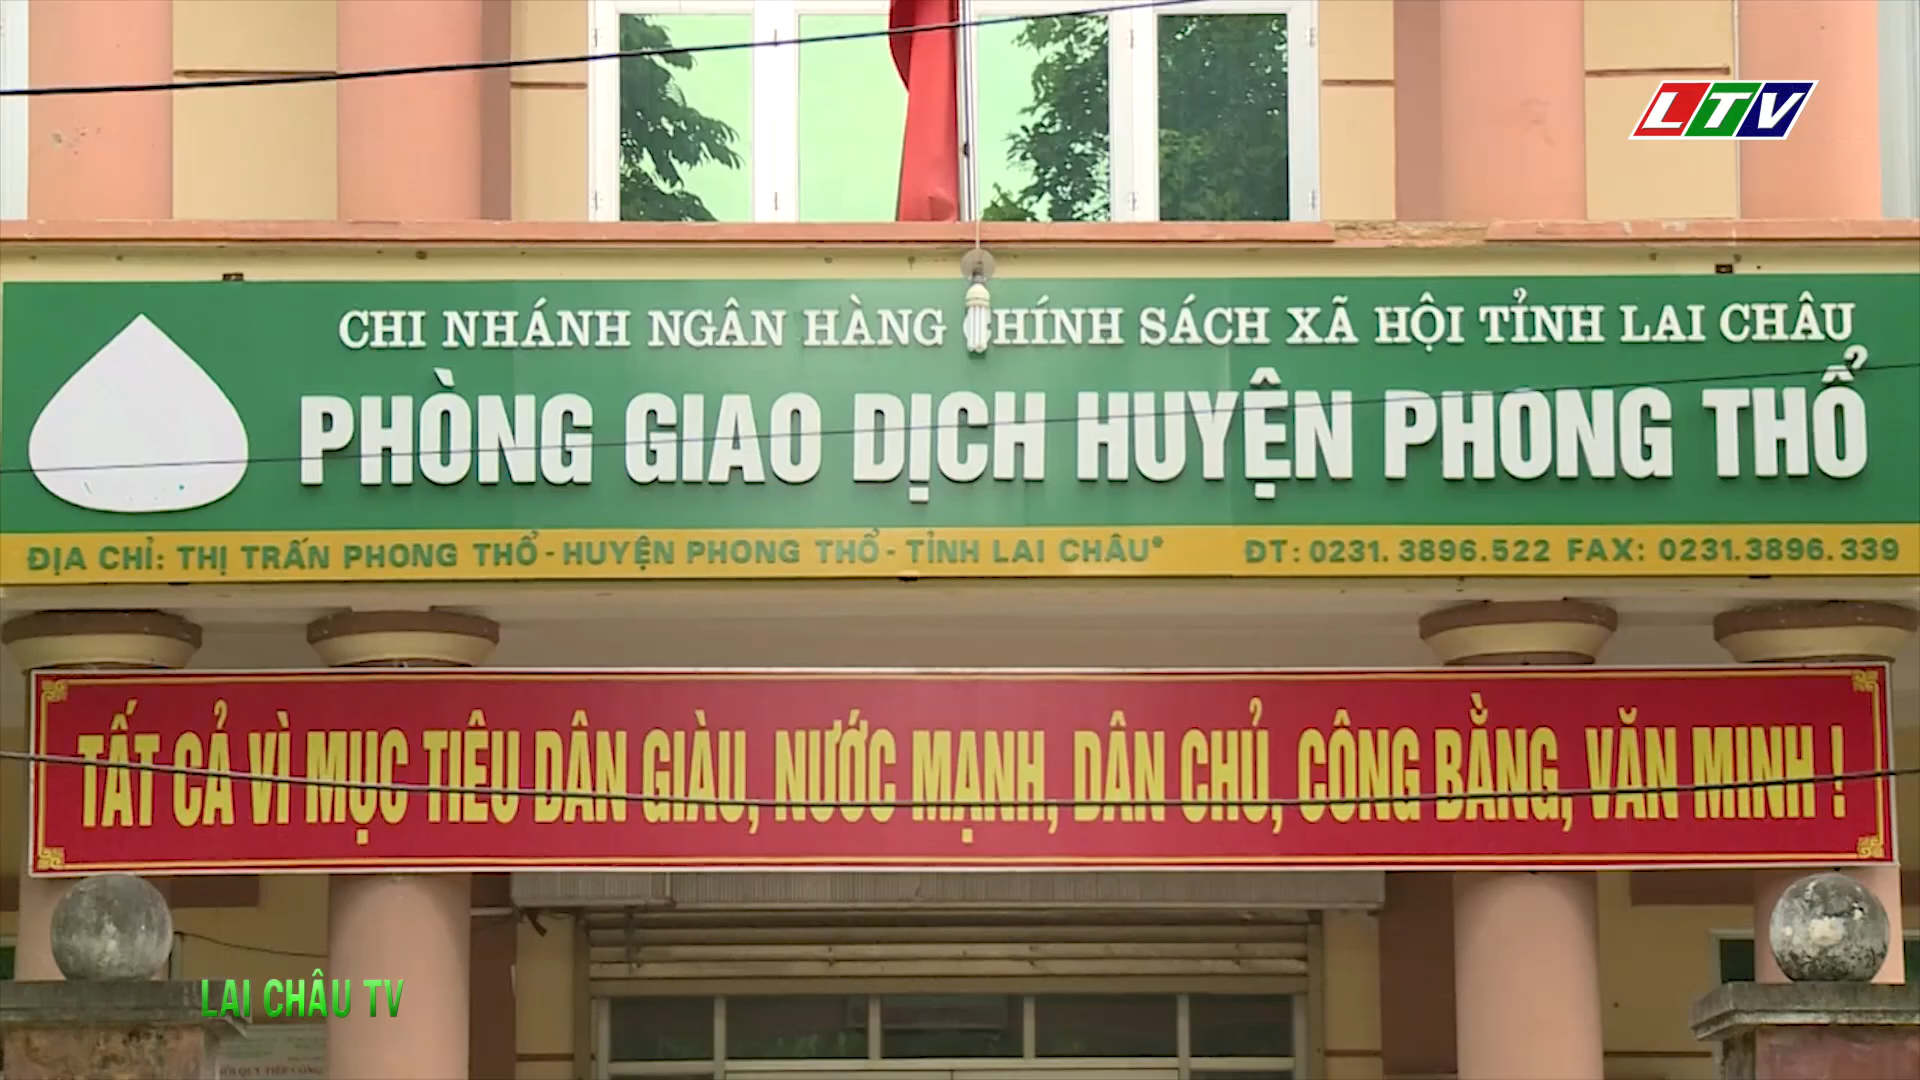 LTV
CHI NHÁNH NGÂN HÀNG CHÍNH SÁCH XÃ HỘI TỈNH LAI CHÂU
PHÒNG GIAO DỊCH HUYỆN PHONG THỔ
ĐỊA CHỈ: THỊ TRẤN PHONG THỔ - HUYỆN PHONG THỔ - TỈNH LAI CHÂU* ĐT: 0231. 3896.522 FAX: 0231.3896.339
TẤT CẢ VÌ MỤC TIÊU DÂN GIÀU, NƯỚC MẠNH, DÂN CHỦ, CÔNG BẰNG, VĂN MINH !
LAI CHÂU TV